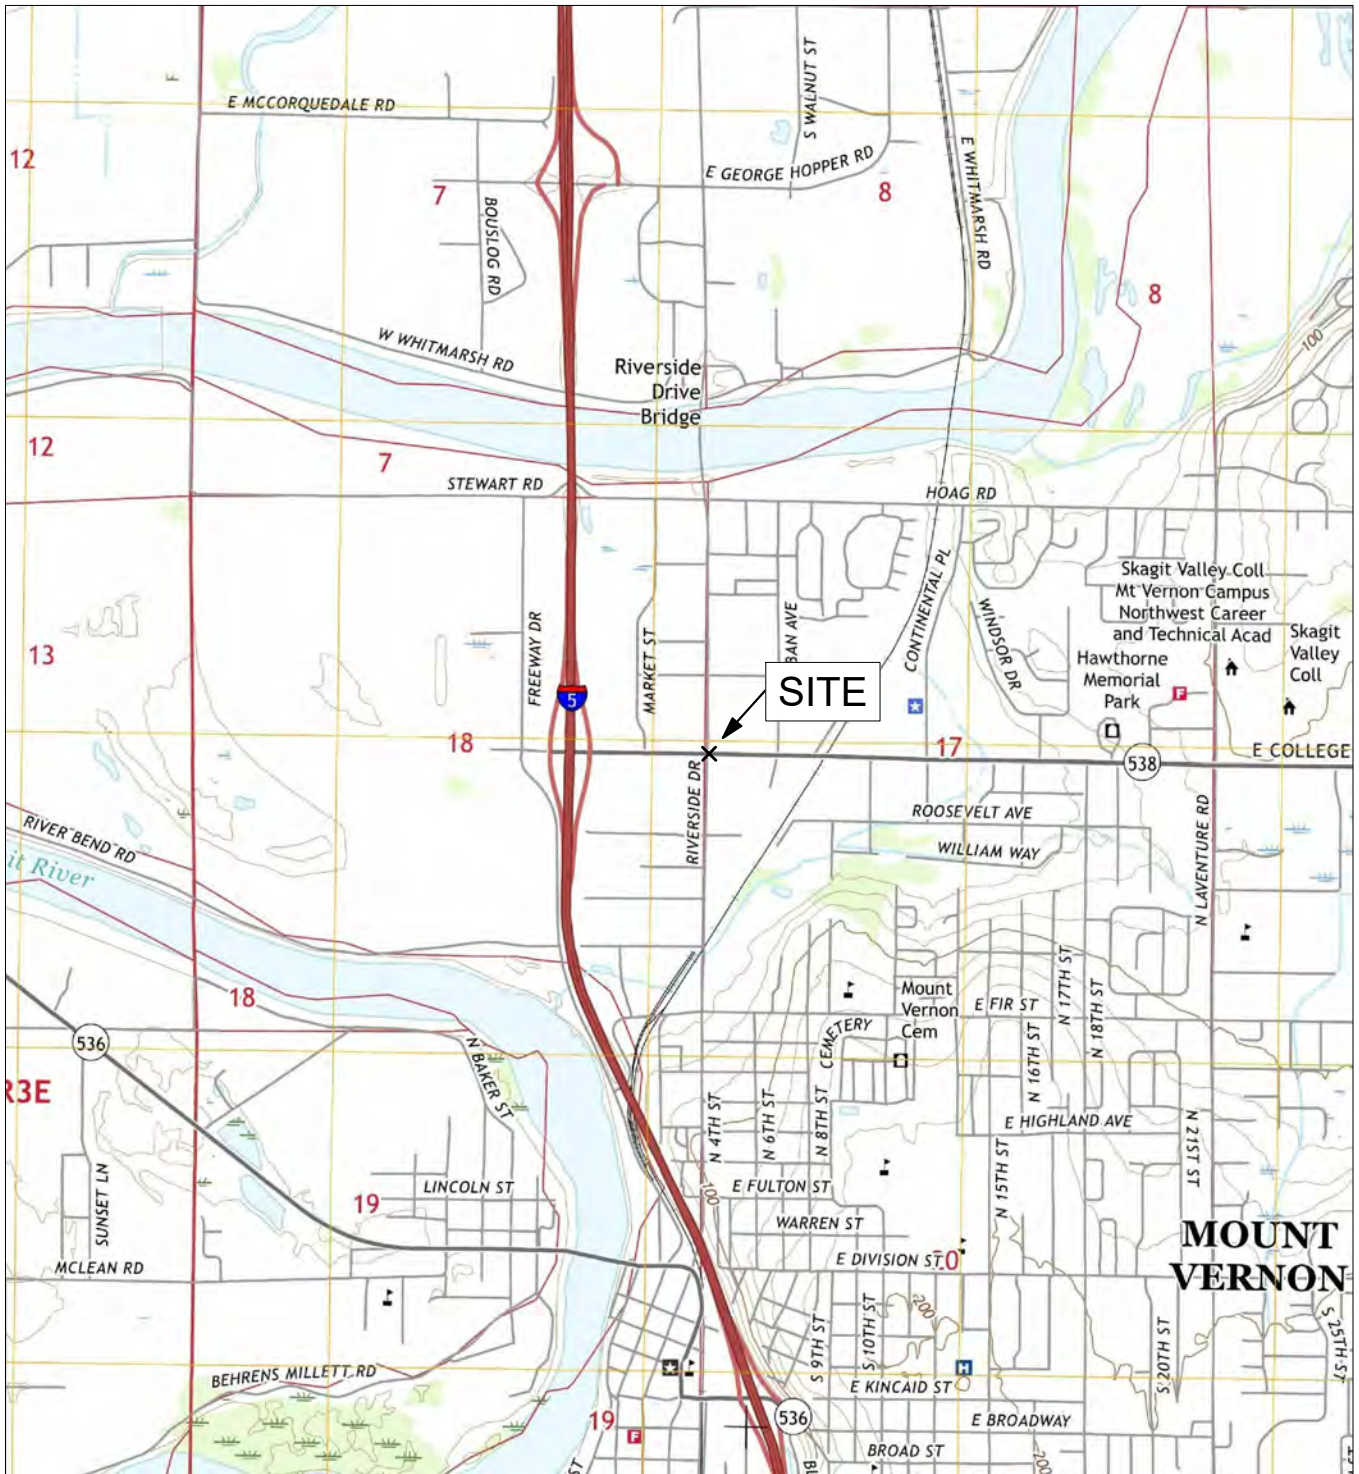 S WALNUT ST
E MCCORQUEDALE RD
12
E GEORGE HOPPER RD
E WHITMARSH RD
7
8
BOUSLOG RD
8
100
W WHITMARSH RD
Riverside
Drive
Bridge
12
7
STEWART RD
HOAG RD
CONTINENTAL PL
Skagit Valley Coll
Mt Vernon Campus
Northwest Career
and Technical Acad
Skagit
Valley
Coll
FREEWAY DR
MARKET ST
BAN AVE
WINDSOR DR
13
Hawthorne
Memorial
Park
F
5
SITE
18
17
E COLLEGE
538
RIVERSIDE DR
ROOSEVELT AVE
N LAVENTURE RD
RIVER BEND RD
WILLIAM WAY
it River
18
Mount
Vernon
Cem
E FIR ST
N 17TH ST
N 18TH ST
CEMETERY
N 16TH ST
536
N BAKER ST
R3E
N 4TH ST
N 6TH ST
N 8TH ST
E HIGHLAND AVE
N 21ST ST
SUNSET LN
LINCOLN ST
19
100
E FULTON ST
N 15TH ST
WARREN ST
MOUNT
VERNON
E DIVISION ST
MCLEAN RD
200
S 9TH ST
S 10TH ST
S 20TH ST
S 25TH ST
H
BEHRENS MILLETT RD
E KINCAID ST
19
F
536
E BROADWAY
BROAD ST
200
ST